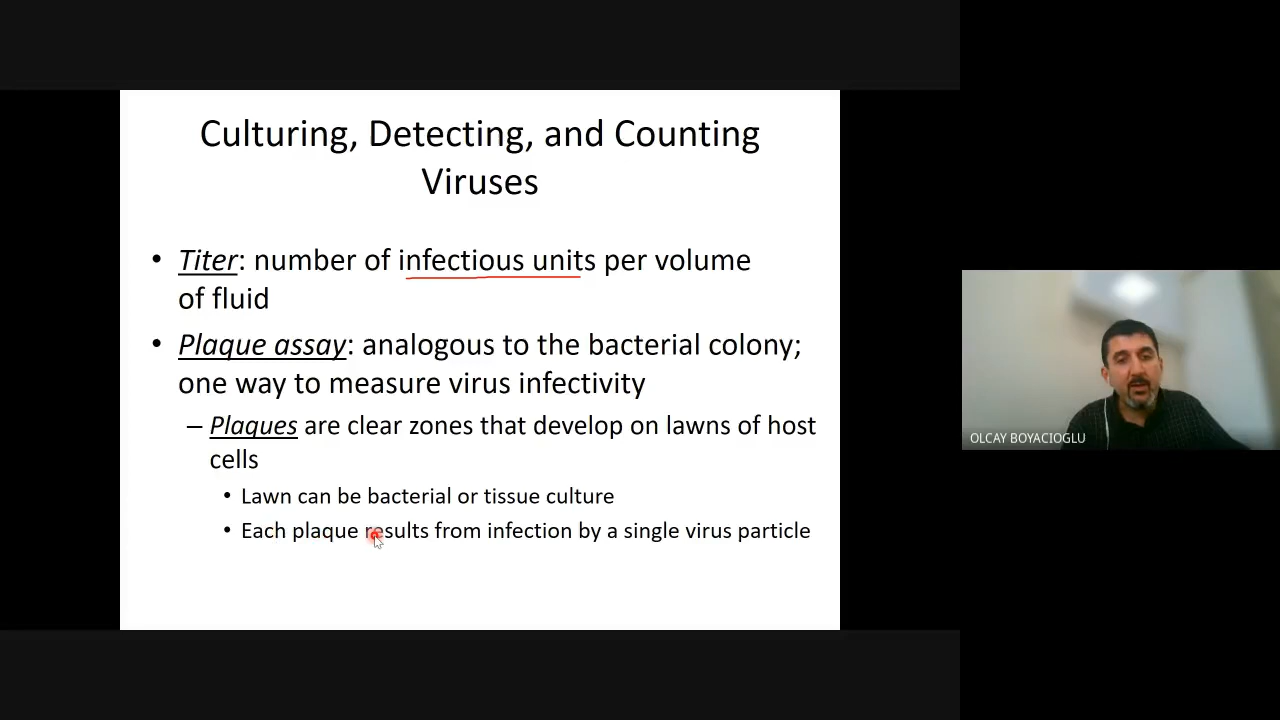 Culturing, Detecting, and Counting
Viruses
• Titer: number of infectious units per volume
of fluid
• Plaque assay: analogous to the bacterial colony;
one way to measure virus infectivity
– Plaques are clear zones that develop on lawns of host
cells
• Lawn can be bacterial or tissue culture
• Each plaque results from infection by a single virus particle
OLCAY BOYACIOGLU